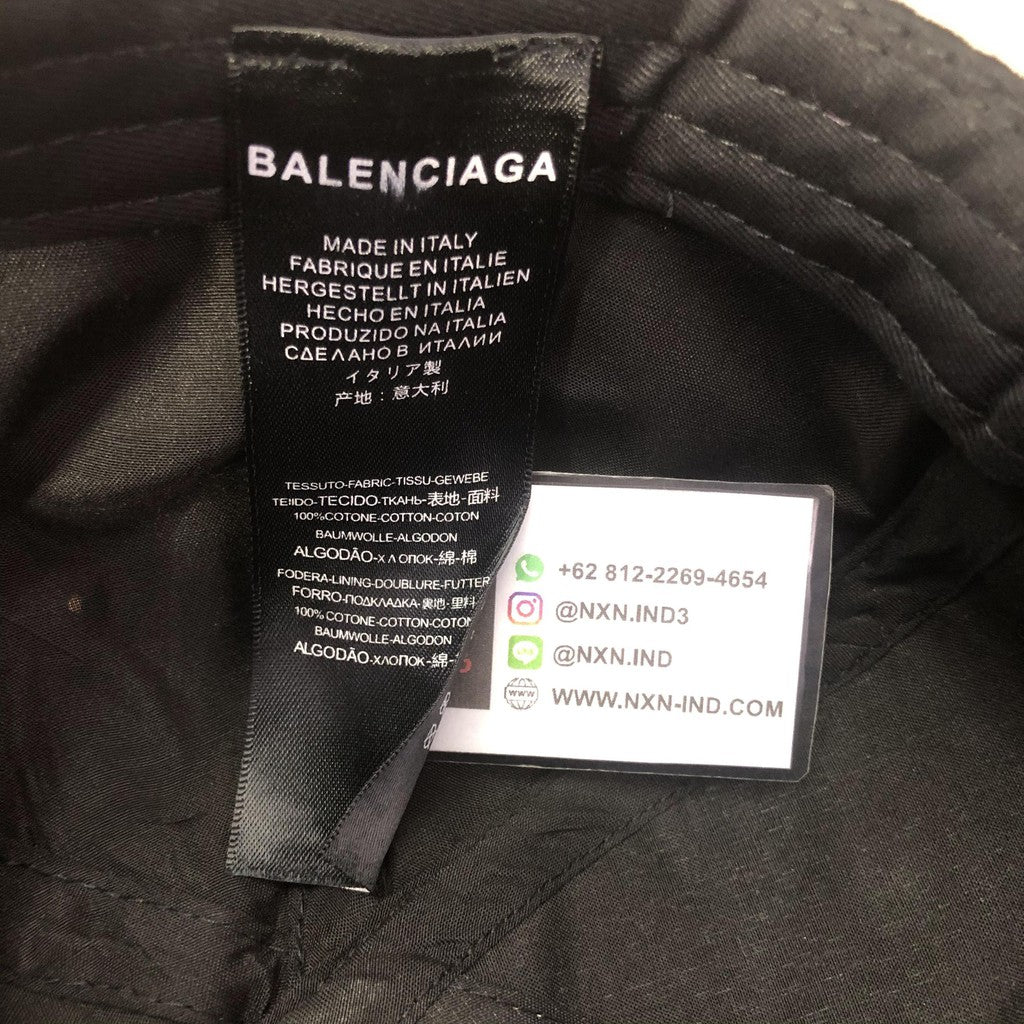 BALENCIAGA
MADE IN ITALY
FABRIQUE EN ITALIE
HERGESTELLT IN ITALIEN
HECHO EN ITALIA
PRODUZIDO NA ITALIA
СДЕЛАНО В ИТАЛИИ
イタリア製
产地：意大利
TESSUTO-FABRIC-TISSU-GEWEBE
TEJIDO-TECIDO-ТКАНЬ-表地-面料
100%COTONE-COTTON-COTON
BAUMWOLLE-ALGODON
ALGODÃO-ХЛОПОК-綿-棉
FODERA-LINING-DOUBLURE-FUTTER
FORRO-ПОДКЛАДКА-裏地-里料
100% COTONE-COTTON-COTON
BAUMWOLLE-ALGODON
ALGODÃO-ХЛОПОК-綿-
+62 812-2269-4654
@NXN.IND3
@NXN.IND
WWW
WWW.NXN-IND.COM